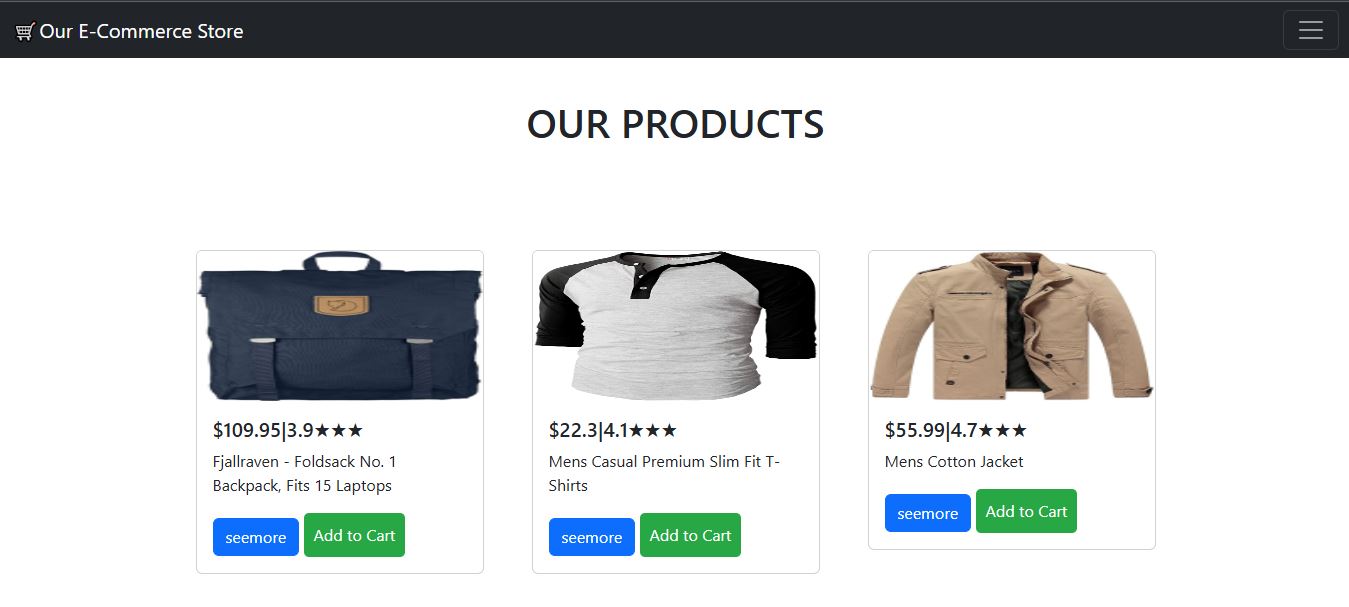 Our E-Commerce Store
OUR PRODUCTS
$109.95|3.9★★★
Fjallraven - Foldsack No. 1
Backpack, Fits 15 Laptops
seemore Add to Cart
$22.3|4.1★★★
Mens Casual Premium Slim Fit T-
Shirts
seemore Add to Cart
$55.99|4.7★★★
Mens Cotton Jacket
seemore Add to Cart